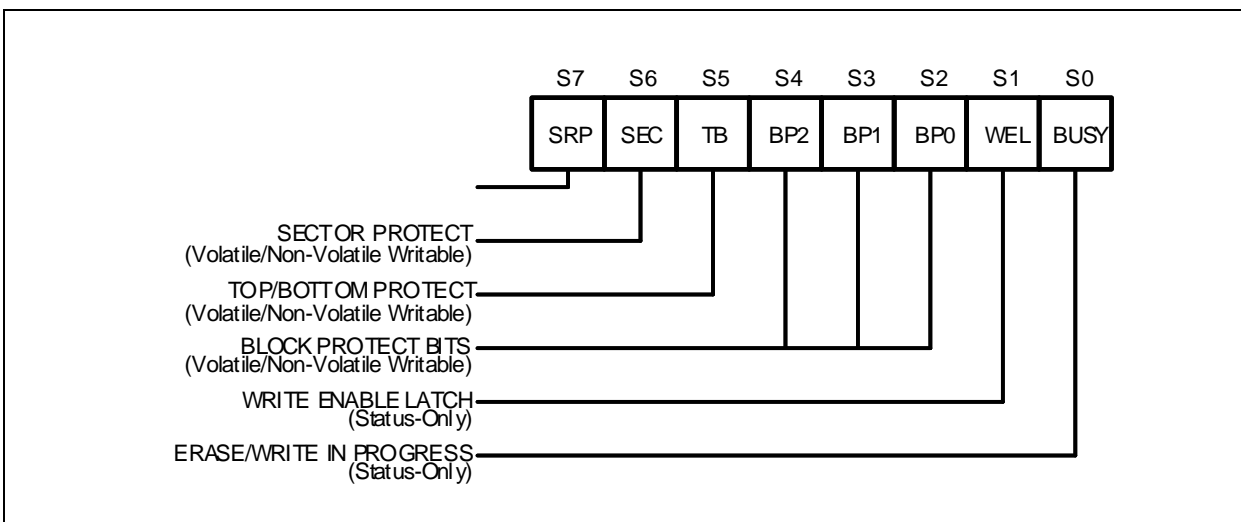 S7 S6 S5 S4 S3 S2 S1 S0
SRP SEC TB BP2 BP1 BP0 WEL BUSY
SECTOR PROTECT
(Volatile/Non-Volatile Writable)
TOP/BOTTOM PROTECT
(Volatile/Non-Volatile Writable)
BLOCK PROTECT BITS
(Volatile/Non-Volatile Writable)
WRITE ENABLE LATCH
(Status-Only)
ERASE/WRITE IN PROGRESS
(Status-Only)